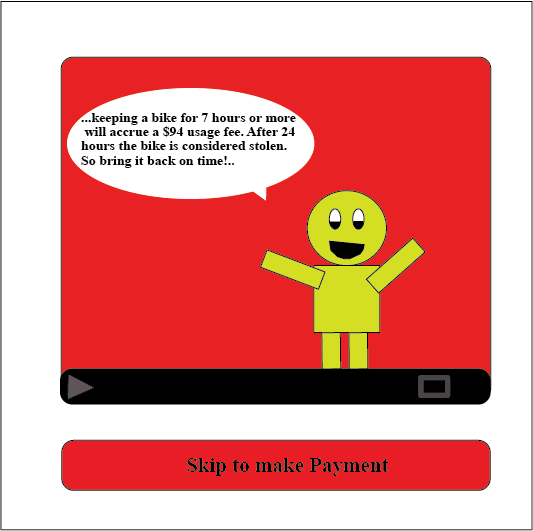 ...keeping a bike for 7 hours or more
will accrue a $94 usage fee. After 24
hours the bike is considered stolen.
So bring it back on time!..
Skip to make Payment